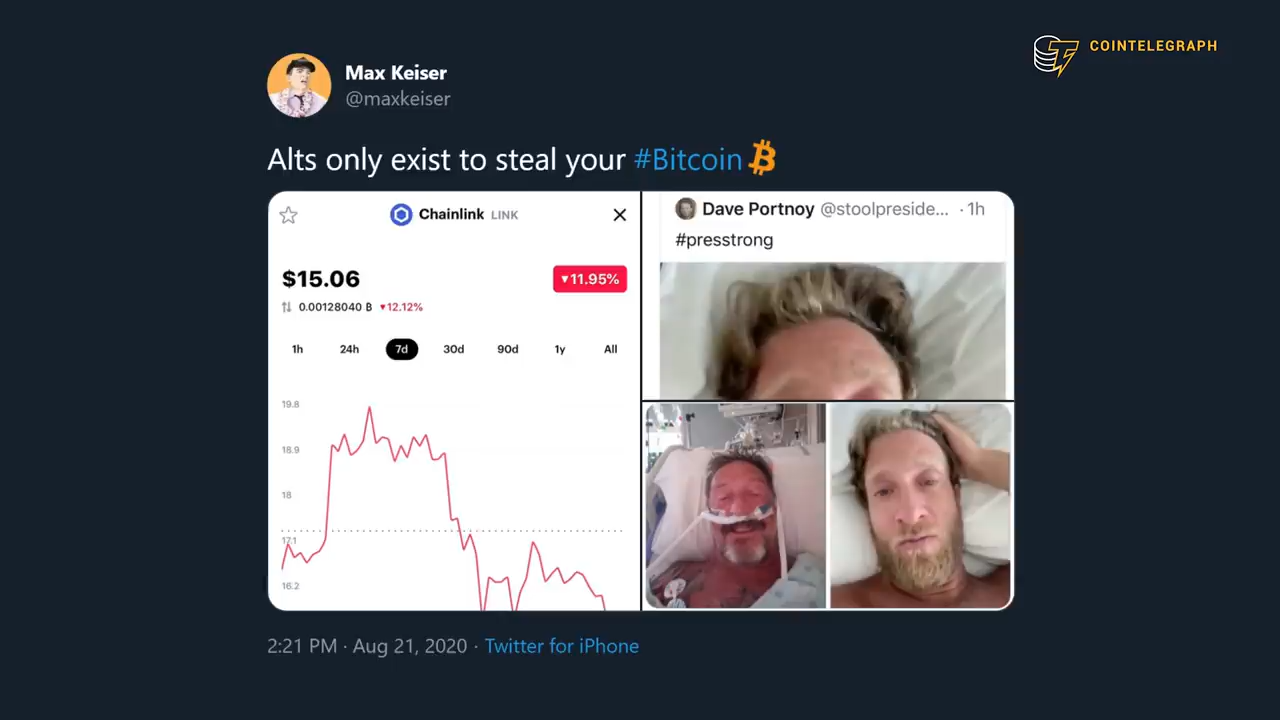 COINTELEGRAPH
Max Keiser
@maxkeiser
Alts only exist to steal your #Bitcoin
Chainlink LINK
$15.06
▼11.95%
0.00128040 B ▼12.12%
1h 24h 7d 30d 90d 1y All
19.8
18.9
18
17.1
16.2
Dave Portnoy @stoolpreside... · 1h
#presstrong
2:21 PM · Aug 21, 2020 · Twitter for iPhone